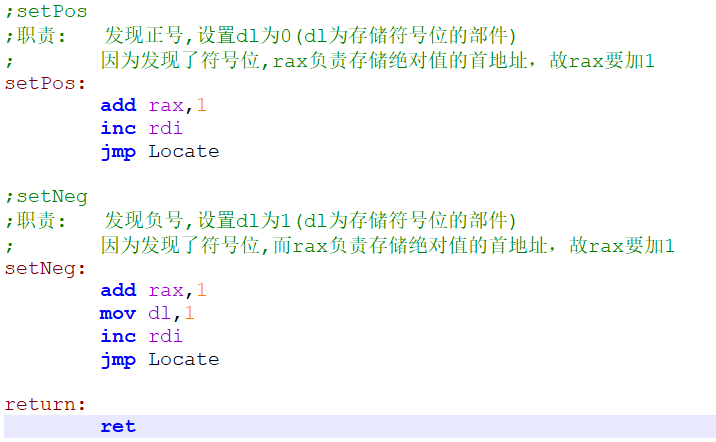 ;setPos
;职责:   发现正号,设置dl为0(dl为存储符号位的部件)
;       因为发现了符号位,rax负责存储绝对值的首地址，故rax要加1
setPos:
        add rax,1
        inc rdi
        jmp Locate

;setNeg
;职责:   发现负号,设置dl为1(dl为存储符号位的部件)
;       因为发现了符号位,而rax负责存储绝对值的首地址，故rax要加1
setNeg:
        add rax,1
        mov dl,1
        inc rdi
        jmp Locate

return:
        ret